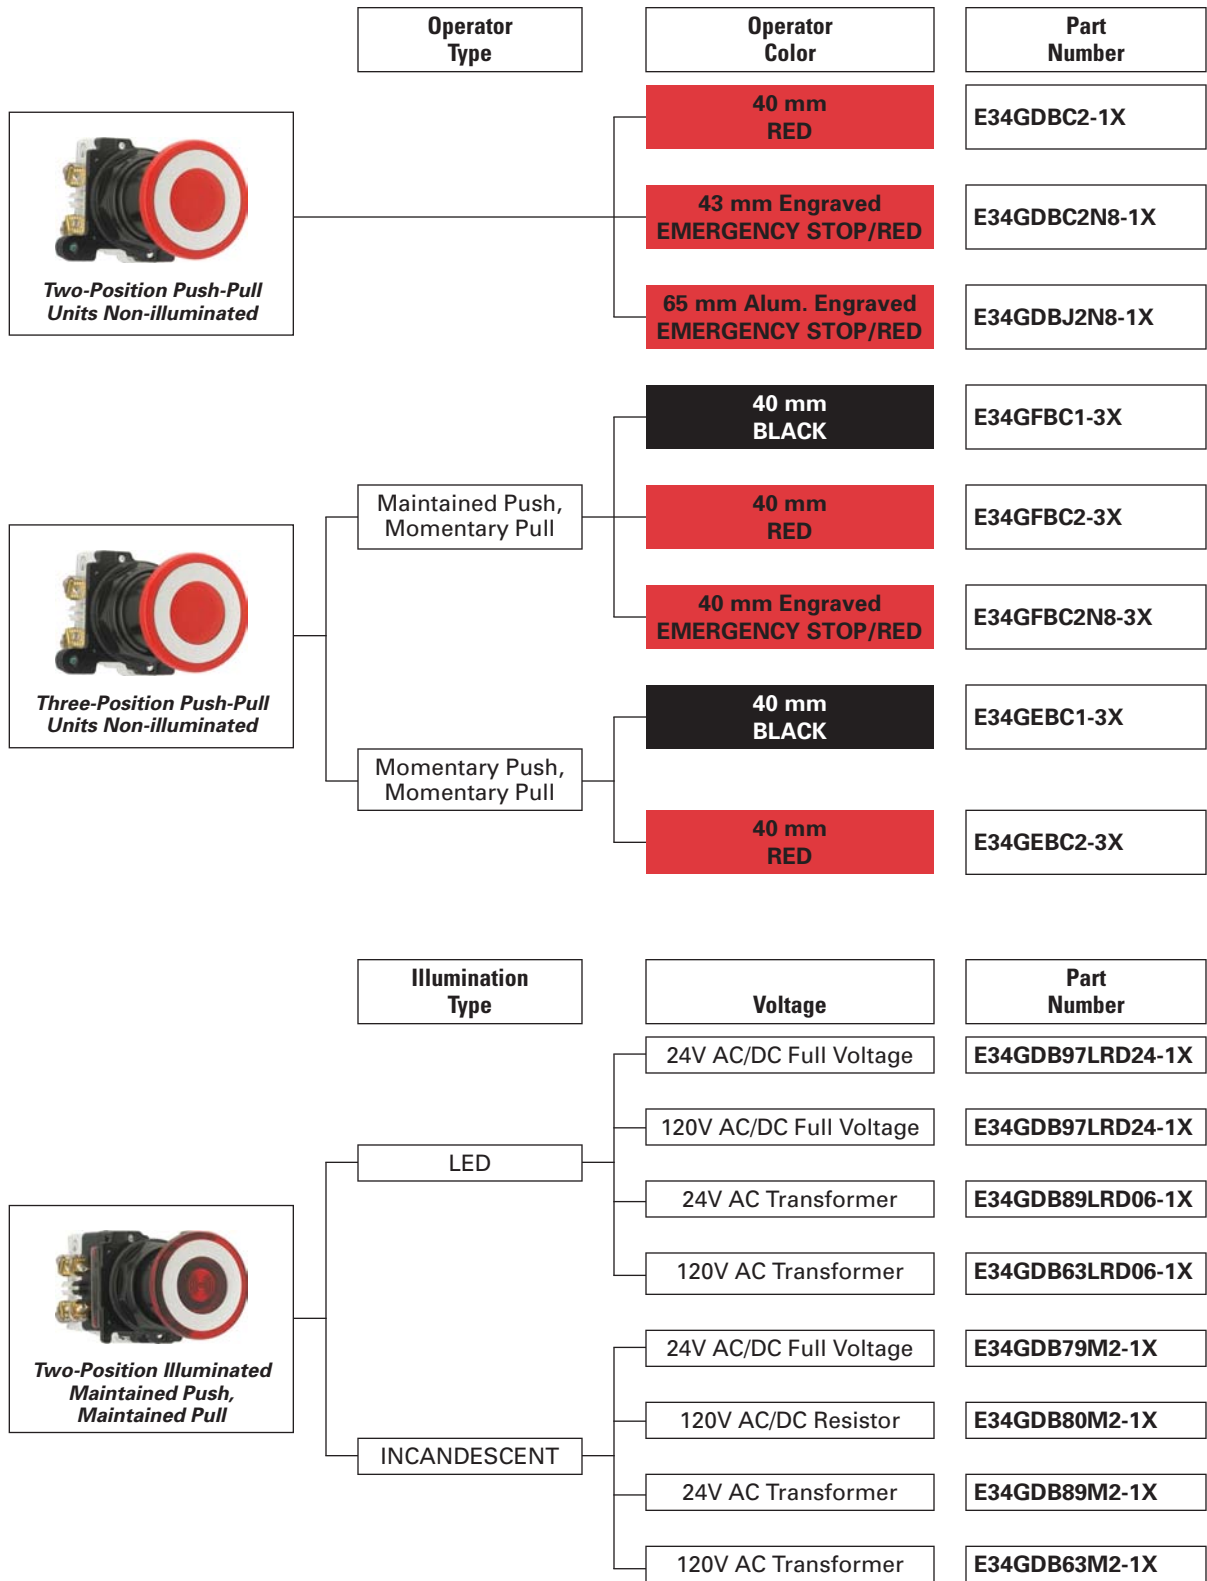 Operator
Type
Operator
Color
Part
Number
40 mm
RED
E34GDBC2-1X
43 mm Engraved
EMERGENCY STOP/RED
E34GDBC2N8-1X
Two-Position Push-Pull
Units Non-illuminated
65 mm Alum. Engraved
EMERGENCY STOP/RED
E34GDBJ2N8-1X
40 mm
BLACK
E34GFBC1-3X
Maintained Push,
Momentary Pull
40 mm
RED
E34GFBC2-3X
40 mm Engraved
EMERGENCY STOP/RED
E34GFBC2N8-3X
Three-Position Push-Pull
Units Non-illuminated
40 mm
BLACK
E34GEBC1-3X
Momentary Push,
Momentary Pull
40 mm
RED
E34GEBC2-3X
Illumination
Type
Voltage
Part
Number
24V AC/DC Full Voltage
E34GDB97LRD24-1X
120V AC/DC Full Voltage
E34GDB97LRD24-1X
LED
24V AC Transformer
E34GDB89LRD06-1X
120V AC Transformer
E34GDB63LRD06-1X
Two-Position Illuminated
Maintained Push,
Maintained Pull
24V AC/DC Full Voltage
E34GDB79M2-1X
120V AC/DC Resistor
E34GDB80M2-1X
INCANDESCENT
24V AC Transformer
E34GDB89M2-1X
120V AC Transformer
E34GDB63M2-1X